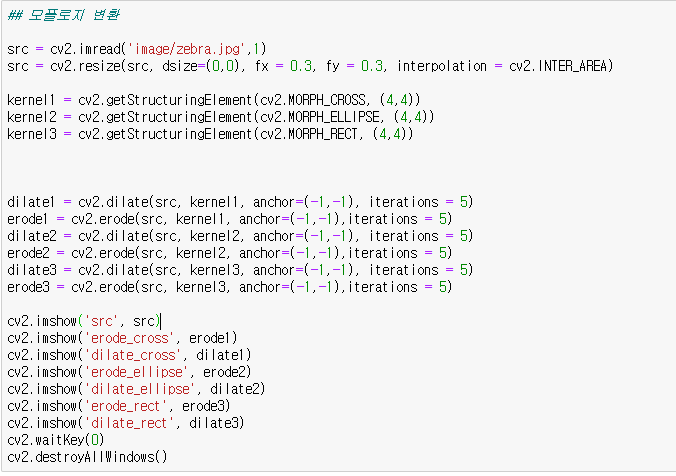 ## 모플로지 변환
src = cv2.imread('image/zebra.jpg',1)
src = cv2.resize(src, dsize=(0,0), fx = 0.3, fy = 0.3, interpolation = cv2.INTER_AREA)
kernel1 = cv2.getStructuringElement(cv2.MORPH_CROSS, (4,4))
kernel2 = cv2.getStructuringElement(cv2.MORPH_ELLIPSE, (4,4))
kernel3 = cv2.getStructuringElement(cv2.MORPH_RECT, (4,4))
dilate1 = cv2.dilate(src, kernel1, anchor=(-1,-1), iterations = 5)
erode1 = cv2.erode(src, kernel1, anchor=(-1,-1),iterations = 5)
dilate2 = cv2.dilate(src, kernel2, anchor=(-1,-1), iterations = 5)
erode2 = cv2.erode(src, kernel2, anchor=(-1,-1),iterations = 5)
dilate3 = cv2.dilate(src, kernel3, anchor=(-1,-1), iterations = 5)
erode3 = cv2.erode(src, kernel3, anchor=(-1,-1),iterations = 5)
cv2.imshow('src', src)
cv2.imshow('erode_cross', erode1)
cv2.imshow('dilate_cross', dilate1)
cv2.imshow('erode_ellipse', erode2)
cv2.imshow('dilate_ellipse', dilate2)
cv2.imshow('erode_rect', erode3)
cv2.imshow('dilate_rect', dilate3)
cv2.waitKey(0)
cv2.destroyAllWindows()